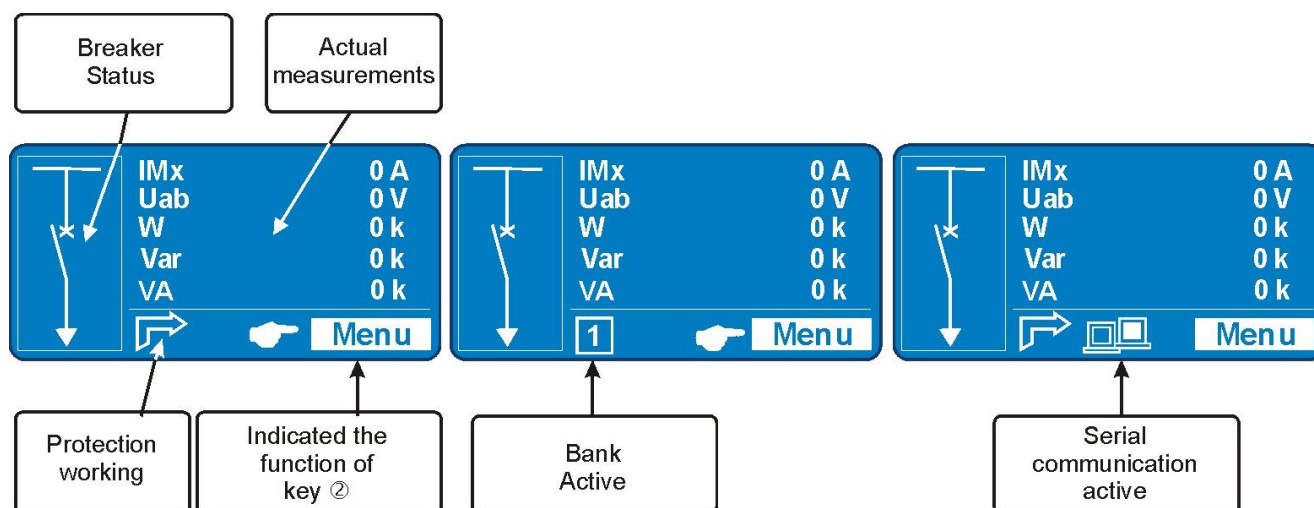 Breaker
Status
Actual
measurements
IMx 0 A
Uab 0 V
W 0 k
Var 0 k
VA 0 k
Menu
IMx 0 A
Uab 0 V
W 0 k
Var 0 k
VA 0 k
1 Menu
IMx 0 A
Uab 0 V
W 0 k
Var 0 k
VA 0 k
Menu
Protection
working
Indicated the
function of
key ②
Bank
Active
Serial
communication
active